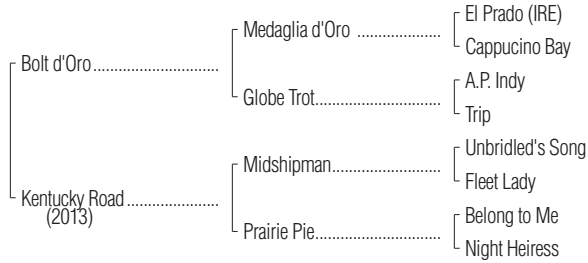 El Prado (IRE)
Medaglia d'Oro ....................
Cappucino Bay
Bolt d'Oro..............................
A.P. Indy
Globe Trot..............................
Trip
Unbridled's Song
Midshipman..........................
Fleet Lady
Kentucky Road .....................
(2013)
Belong to Me
Prairie Pie..............................
Night Heiress